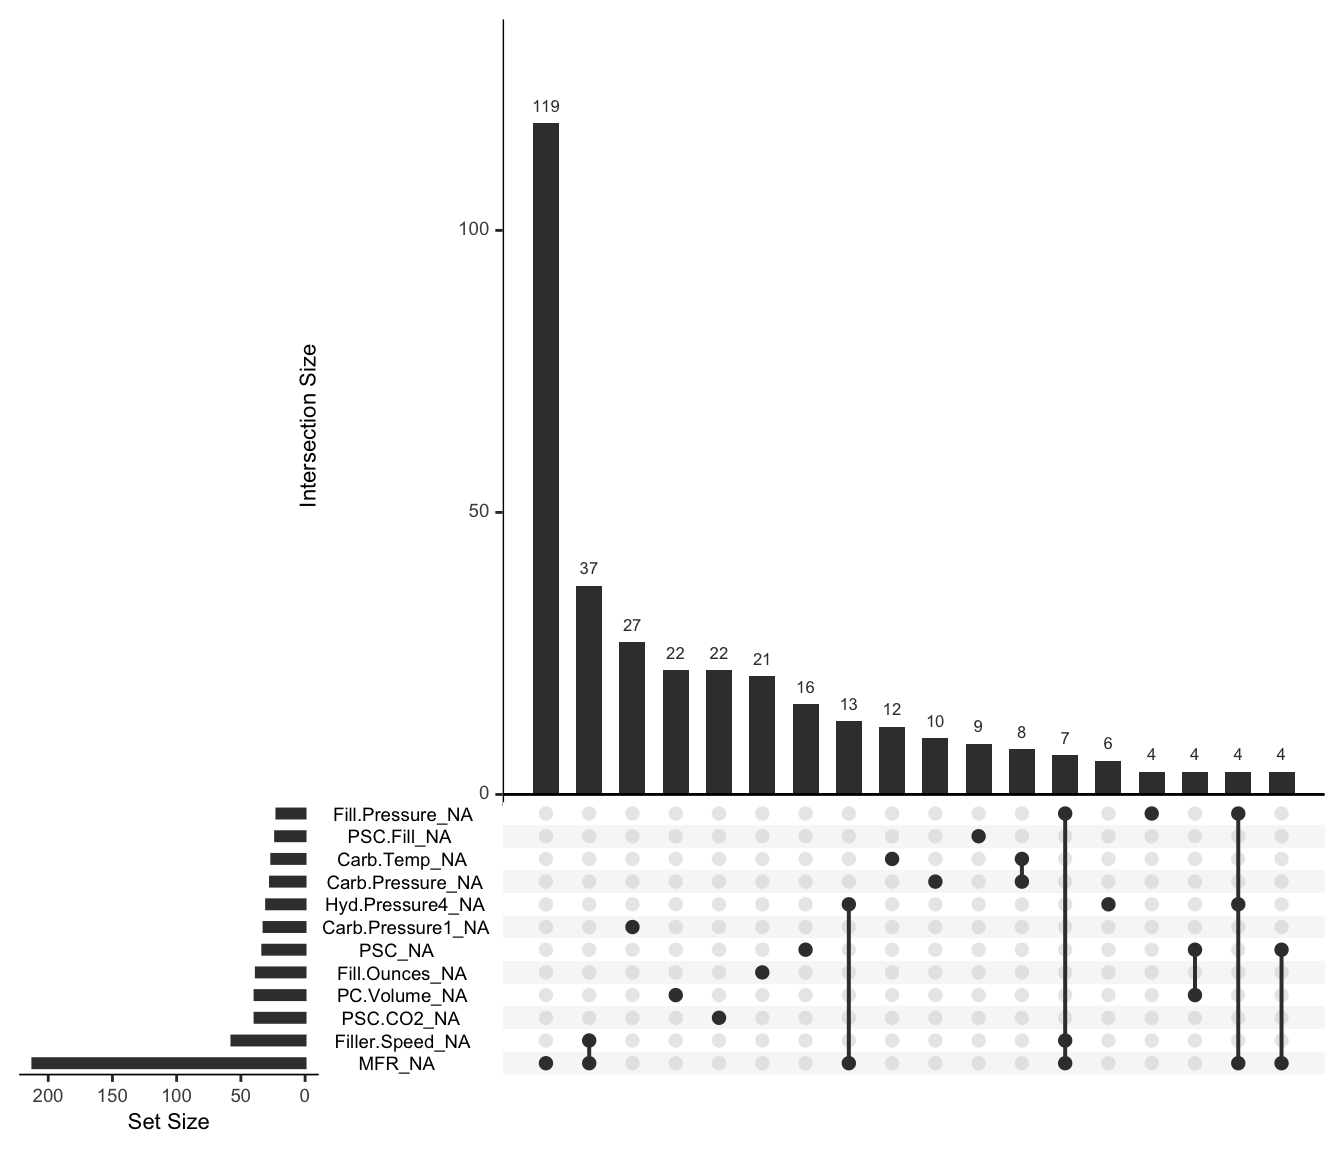 119
100
37
50
27
22
22
21
16
13
12
10
9
8
7
6
4
4
4
4
0
Intersection Size
Fill.Pressure_NA
PSC.Fill_NA
Carb.Temp_NA
Carb.Pressure_NA
Hyd.Pressure4_NA
Carb.Pressure1_NA
PSC_NA
Fill.Ounces_NA
PC.Volume_NA
PSC.CO2_NA
Filler.Speed_NA
MFR_NA
200 150 100 50 0
Set Size